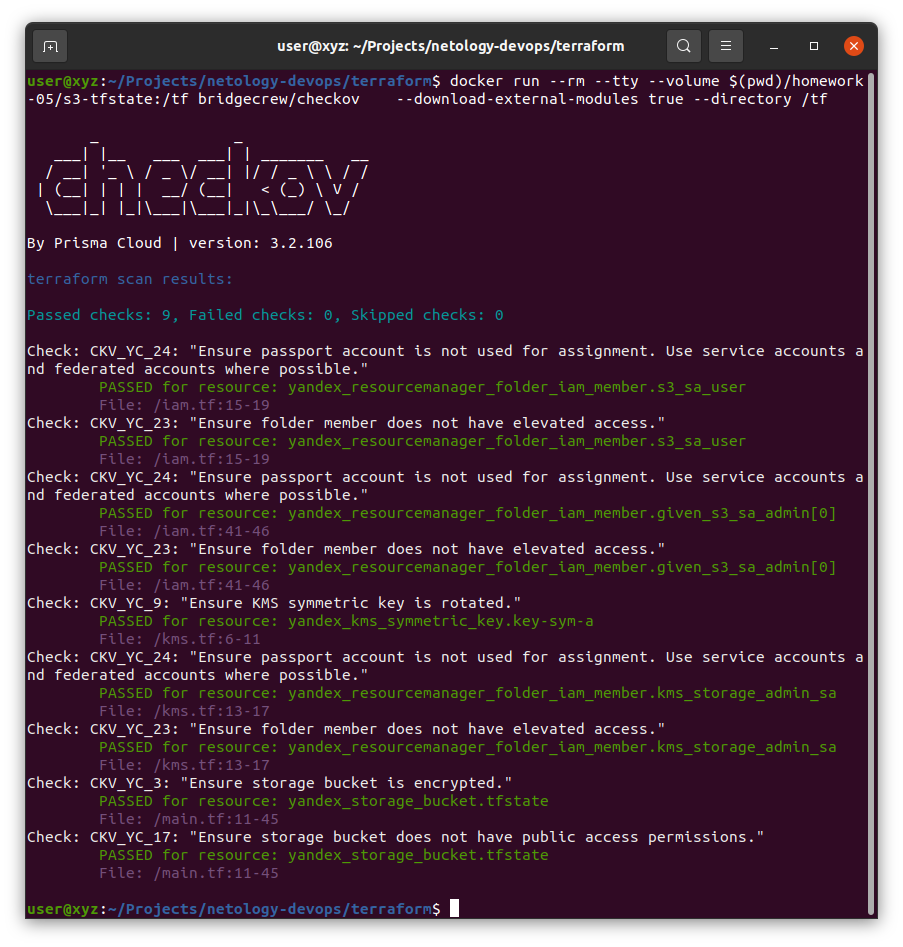 user@xyz: ~/Projects/netology-devops/terraform
user@xyz:~/Projects/netology-devops/terraform$ docker run --rm --tty --volume $(pwd)/homework
-05/s3-tfstate:/tf bridgecrew/checkov    --download-external-modules true --directory /tf
checkov
By Prisma Cloud | version: 3.2.106
terraform scan results:
Passed checks: 9, Failed checks: 0, Skipped checks: 0
Check: CKV_YC_24: "Ensure passport account is not used for assignment. Use service accounts a
nd federated accounts where possible."
PASSED for resource: yandex_resourcemanager_folder_iam_member.s3_sa_user
File: /iam.tf:15-19
Check: CKV_YC_23: "Ensure folder member does not have elevated access."
PASSED for resource: yandex_resourcemanager_folder_iam_member.s3_sa_user
File: /iam.tf:15-19
Check: CKV_YC_24: "Ensure passport account is not used for assignment. Use service accounts a
nd federated accounts where possible."
PASSED for resource: yandex_resourcemanager_folder_iam_member.given_s3_sa_admin[0]
File: /iam.tf:41-46
Check: CKV_YC_23: "Ensure folder member does not have elevated access."
PASSED for resource: yandex_resourcemanager_folder_iam_member.given_s3_sa_admin[0]
File: /iam.tf:41-46
Check: CKV_YC_9: "Ensure KMS symmetric key is rotated."
PASSED for resource: yandex_kms_symmetric_key.key-sym-a
File: /kms.tf:6-11
Check: CKV_YC_24: "Ensure passport account is not used for assignment. Use service accounts a
nd federated accounts where possible."
PASSED for resource: yandex_resourcemanager_folder_iam_member.kms_storage_admin_sa
File: /kms.tf:13-17
Check: CKV_YC_23: "Ensure folder member does not have elevated access."
PASSED for resource: yandex_resourcemanager_folder_iam_member.kms_storage_admin_sa
File: /kms.tf:13-17
Check: CKV_YC_3: "Ensure storage bucket is encrypted."
PASSED for resource: yandex_storage_bucket.tfstate
File: /main.tf:11-45
Check: CKV_YC_17: "Ensure storage bucket does not have public access permissions."
PASSED for resource: yandex_storage_bucket.tfstate
File: /main.tf:11-45
user@xyz:~/Projects/netology-devops/terraform$